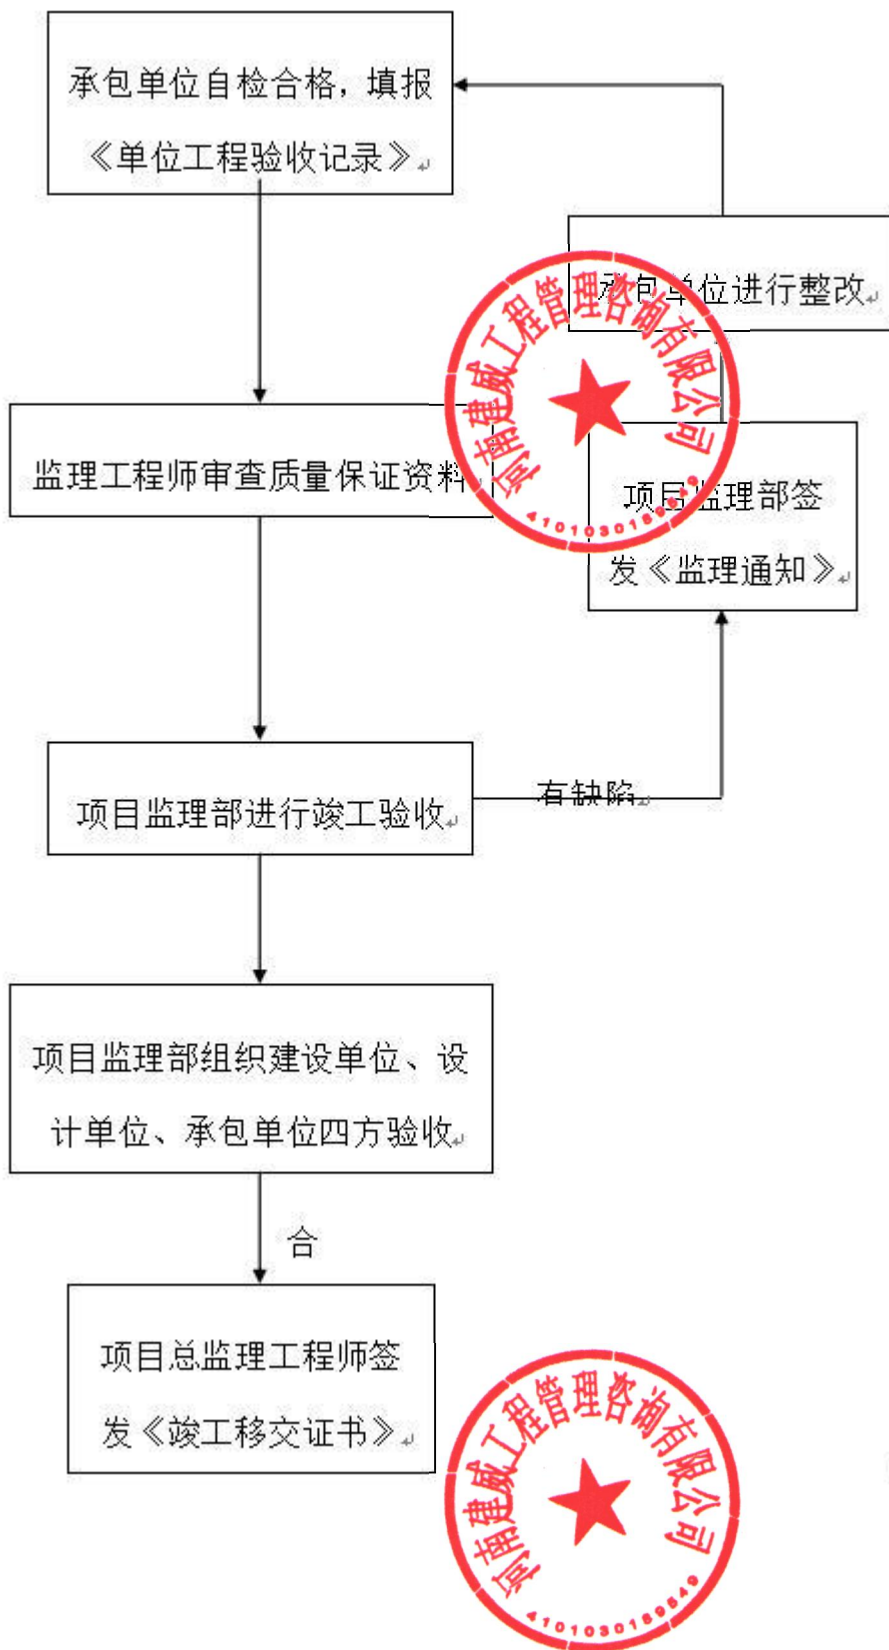 承包单位自检合格，填报
《单位工程验收记录》
承包单位进行整改
监理工程师审查质量保证资料
项目监理部签
发《监理通知》
项目监理部进行竣工验收
有缺陷
项目监理部组织建设单位、设
计单位、承包单位四方验收
合
项目总监理工程师签
发《竣工移交证书》
河南建威工程管理咨询有限公司
4101030189549
河南建威工程管理咨询有限公司
4101030189549